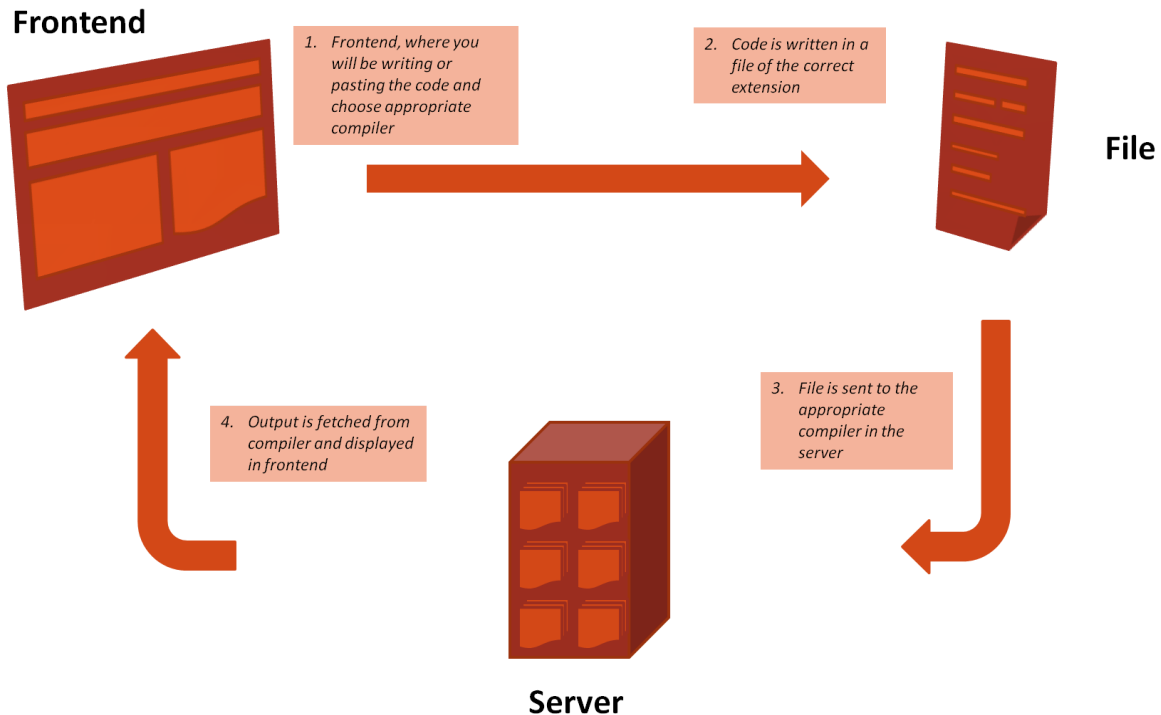 Frontend
1. Frontend, where you
will be writing or
pasting the code and
choose appropriate
compiler
2. Code is written in a
file of the correct
extension
File
3. File is sent to the
appropriate
compiler in the
server
4. Output is fetched from
compiler and displayed
in frontend
Server